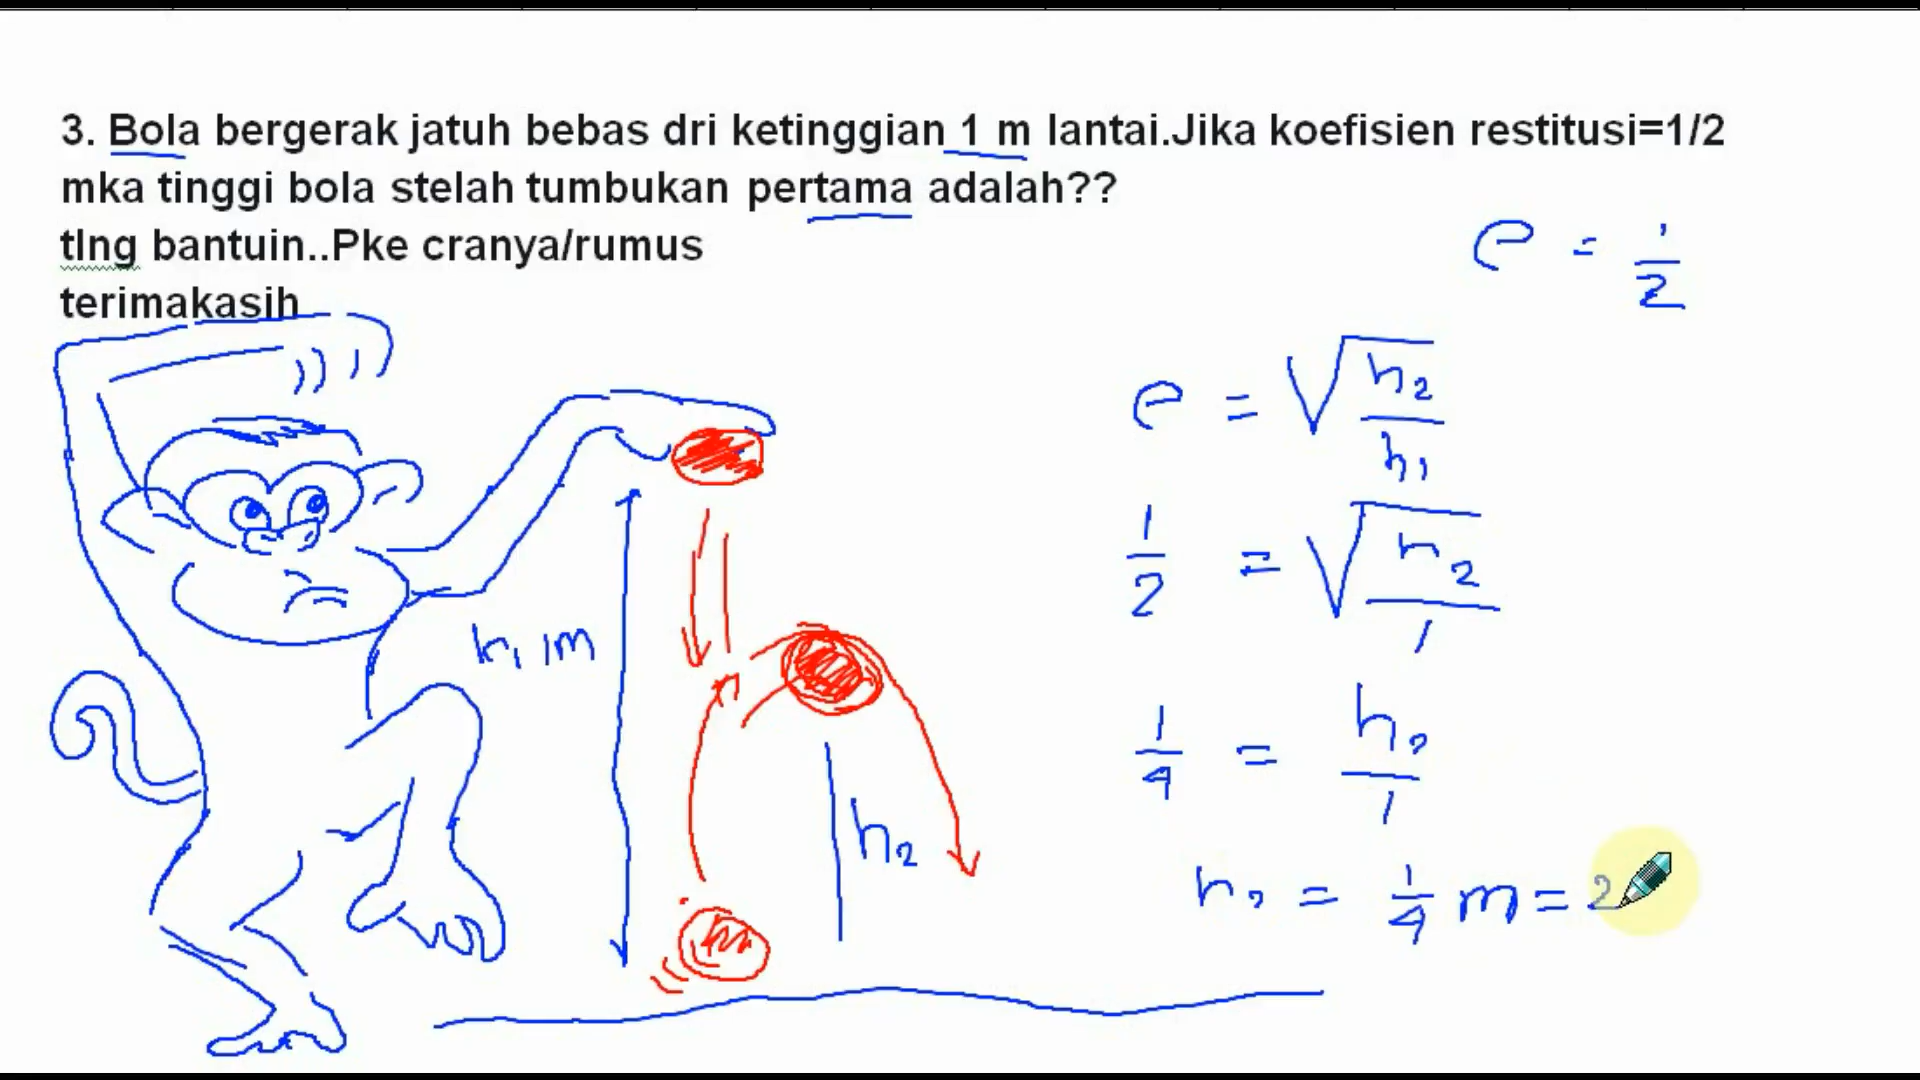 3. Bola bergerak jatuh bebas dri ketinggian 1 m lantai.Jika koefisien restitusi=1/2
mka tinggi bola stelah tumbukan pertama adalah??
tlng bantuin..Pke cranya/rumus
terimakasih
e = 1/2
e = √h2/h1
1/2 = √h2/1
h1 1m
1/4 = h2/1
h2
h2 = 1/4 m = 2